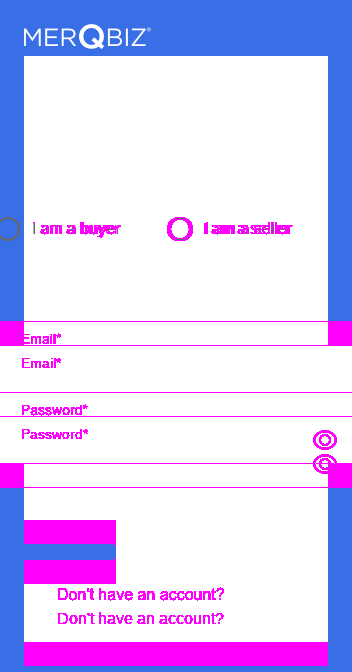 MERQBIZ®
I am a buyer I am a seller
Email*
Email*
Password*
Password*
Don't have an account?
Don't have an account?